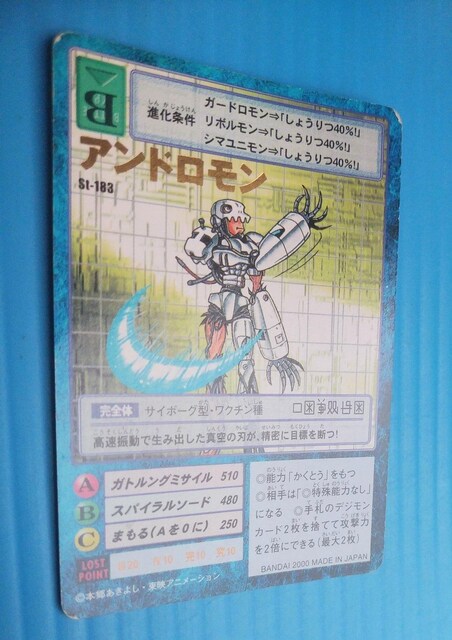 B
進化条件
しん か じょうけん
ガードロモン⇒「しょうりつ40%!」
リボルモン⇒「しょうりつ40%!」
シマユニモン⇒「しょうりつ40%!」
アンドロモン
St-183
完全体 サイボーグ型・ワクチン種
高速振動で生み出した真空の刃が、精密に目標を断つ!
A ガトルングミサイル 510
B スパイラルソード 480
C まもる(Aを0に) 250
LOST POINT
◎能力「かくとう」をもつ
◎相手は「◎特殊能力なし」
になる ◎手札のデジモン
カード2枚を捨てて攻撃力
を2倍にできる(最大2枚)
©本郷あきよし・東映アニメーション
BANDAI 2000 MADE IN JAPAN